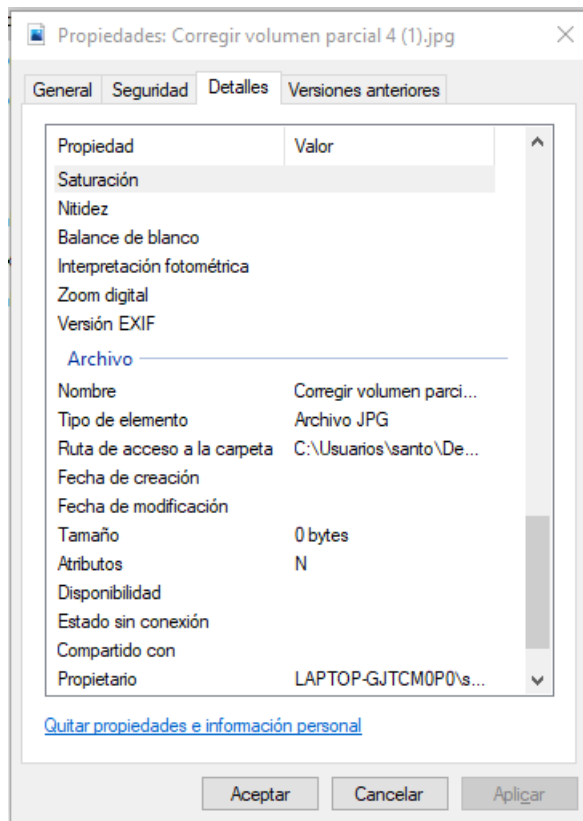 Propiedades: Corregir volumen parcial 4 (1).jpg
General Seguridad Detalles Versiones anteriores
Propiedad Valor
Saturación
Nitidez
Balance de blanco
Interpretación fotométrica
Zoom digital
Versión EXIF
Archivo
Nombre Corregir volumen parci...
Tipo de elemento Archivo JPG
Ruta de acceso a la carpeta C:\Usuarios\santo\De...
Fecha de creación
Fecha de modificación
Tamaño 0 bytes
Atributos N
Disponibilidad
Estado sin conexión
Compartido con
Propietario LAPTOP-GJTCM0P0\s...
Quitar propiedades e información personal
Aceptar Cancelar Aplicar